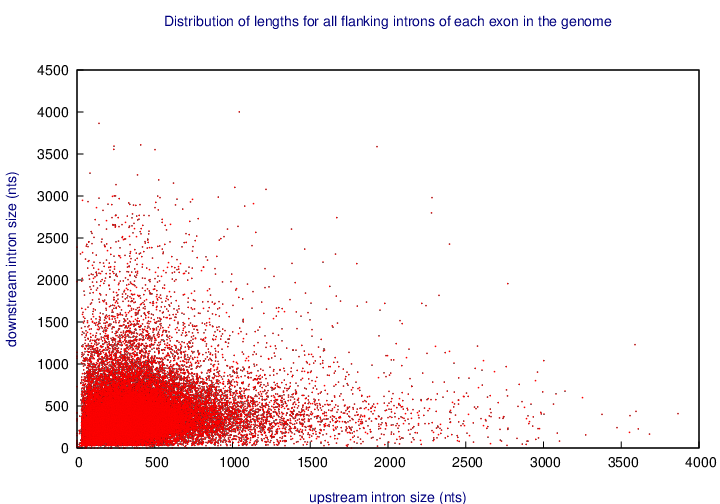 Distribution of lengths for all flanking introns of each exon in the genome
4500
4000
3500
3000
2500
2000
1500
1000
500
0
downstream intron size (nts)
0 500 1000 1500 2000 2500 3000 3500 4000
upstream intron size (nts)